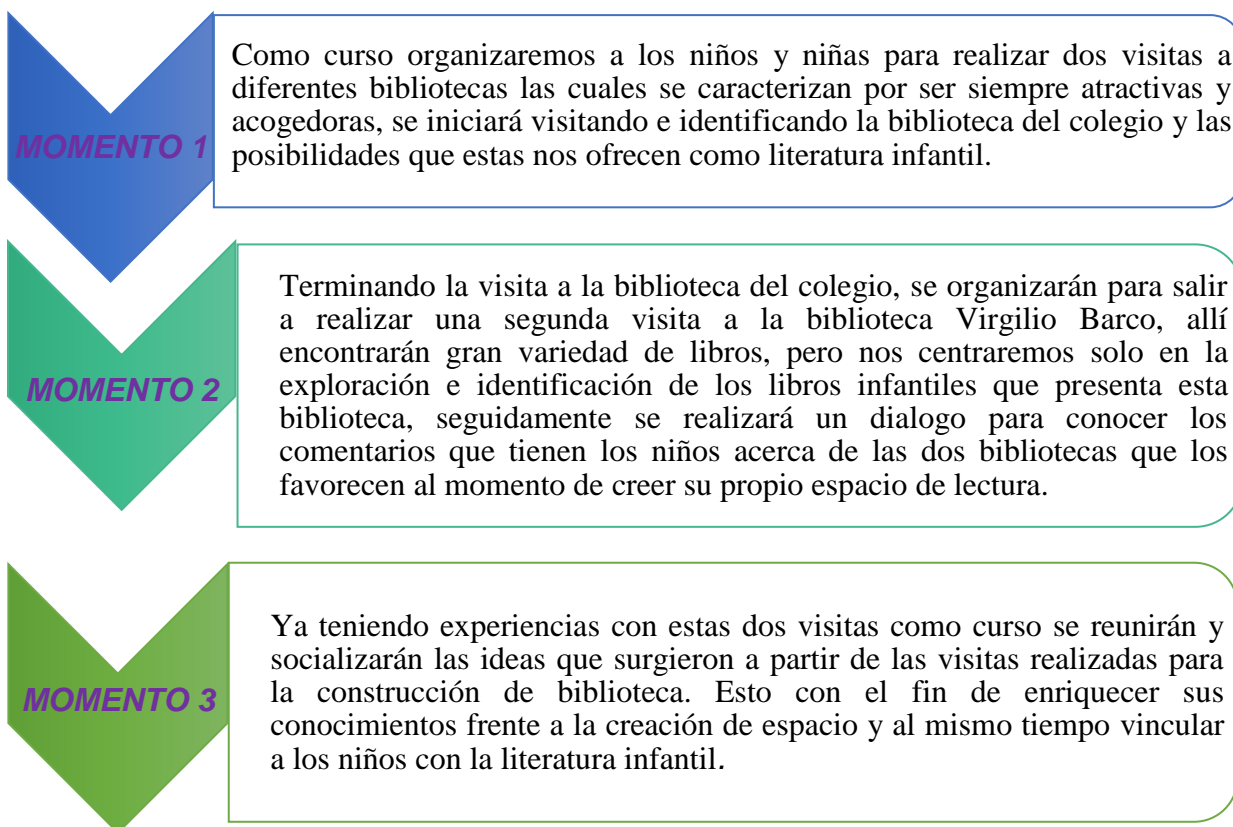 MOMENTO 1
Como curso organizaremos a los niños y niñas para realizar dos visitas a
diferentes bibliotecas las cuales se caracterizan por ser siempre atractivas y
acogedoras, se iniciará visitando e identificando la biblioteca del colegio y las
posibilidades que estas nos ofrecen como literatura infantil.
MOMENTO 2
Terminando la visita a la biblioteca del colegio, se organizarán para salir
a realizar una segunda visita a la biblioteca Virgilio Barco, allí
encontrarán gran variedad de libros, pero nos centraremos solo en la
exploración e identificación de los libros infantiles que presenta esta
biblioteca, seguidamente se realizará un dialogo para conocer los
comentarios que tienen los niños acerca de las dos bibliotecas que los
favorecen al momento de creer su propio espacio de lectura.
MOMENTO 3
Ya teniendo experiencias con estas dos visitas como curso se reunirán y
socializarán las ideas que surgieron a partir de las visitas realizadas para
la construcción de biblioteca. Esto con el fin de enriquecer sus
conocimientos frente a la creación de espacio y al mismo tiempo vincular
a los niños con la literatura infantil.